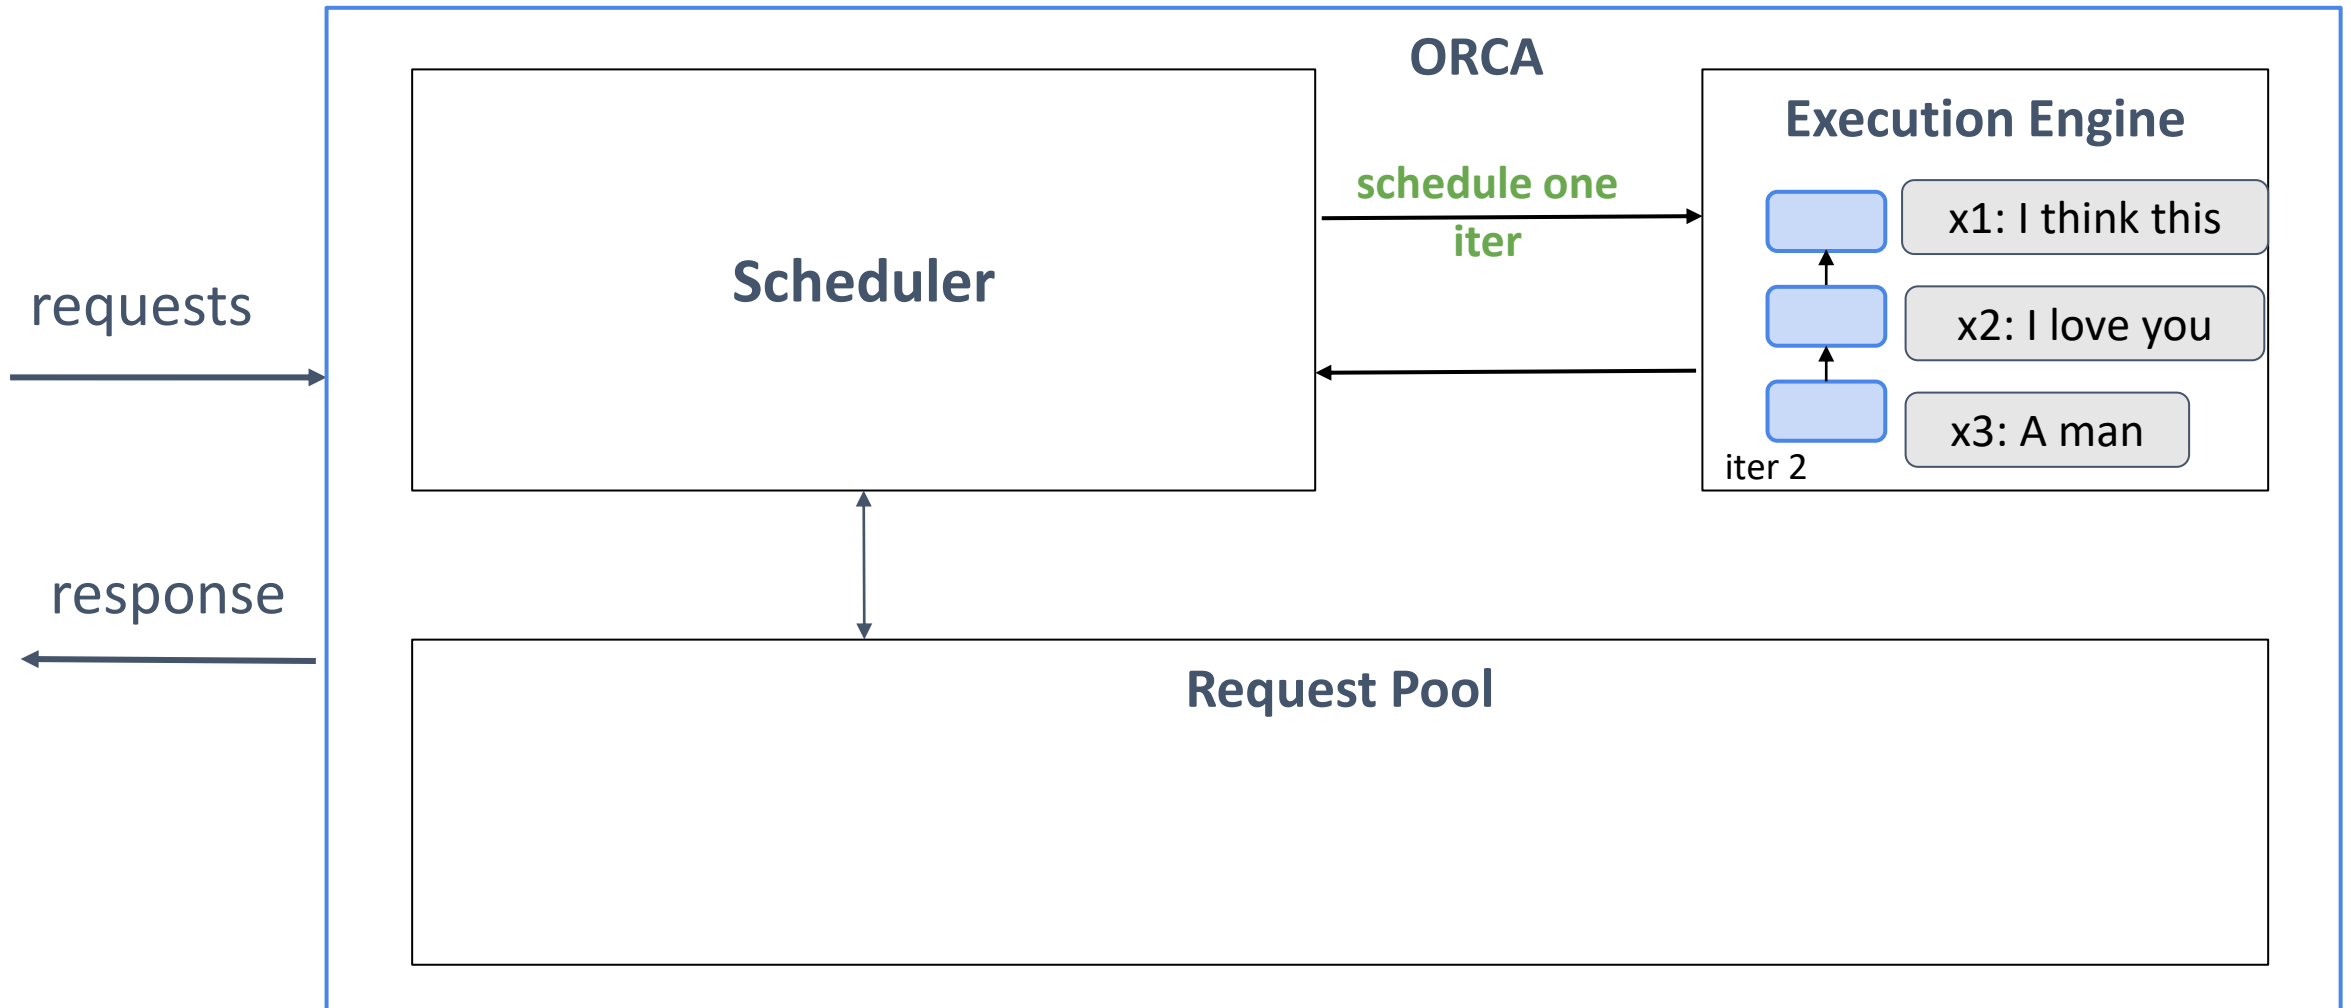 ORCA
requests
response
Scheduler
schedule one
iter
Execution Engine
x1: I think this
x2: I love you
x3: A man
iter 2
Request Pool